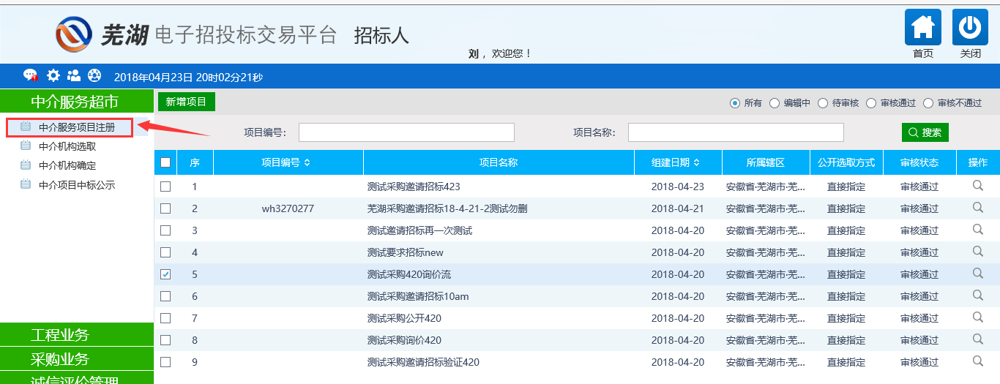 芜湖 电子招投标交易平台 招标人
刘 ，欢迎您！
首页 关闭
2018年04月23日 20时02分21秒
中介服务超市
中介服务项目注册
中介机构选取
中介机构确定
中介项目中标公示
工程业务
采购业务
诚信评价管理
新增项目 所有 编辑中 待审核 审核通过 审核不通过
项目编号： 项目名称： 搜索
序 项目编号 项目名称 组建日期 所属辖区 公开选取方式 审核状态 操作
1 测试采购邀请招标423 2018-04-23 安徽省·芜湖市·芜... 直接指定 审核通过
2 wh3270277 芜湖采购邀请招标18-4-21-2测试勿删 2018-04-21 安徽省·芜湖市·芜... 直接指定 审核通过
3 测试邀请招标再一次测试 2018-04-20 安徽省·芜湖市·芜... 直接指定 审核通过
4 测试要求招标new 2018-04-20 安徽省·芜湖市·芜... 直接指定 审核通过
5 测试采购420询价流 2018-04-20 安徽省·芜湖市·芜... 直接指定 审核通过
6 测试采购邀请招标10am 2018-04-20 安徽省·芜湖市·芜... 直接指定 审核通过
7 测试采购公开420 2018-04-20 安徽省·芜湖市·芜... 直接指定 审核通过
8 测试采购询价420 2018-04-20 安徽省·芜湖市·芜... 直接指定 审核通过
9 测试采购邀请招标验证420 2018-04-20 安徽省·芜湖市·芜... 直接指定 审核通过